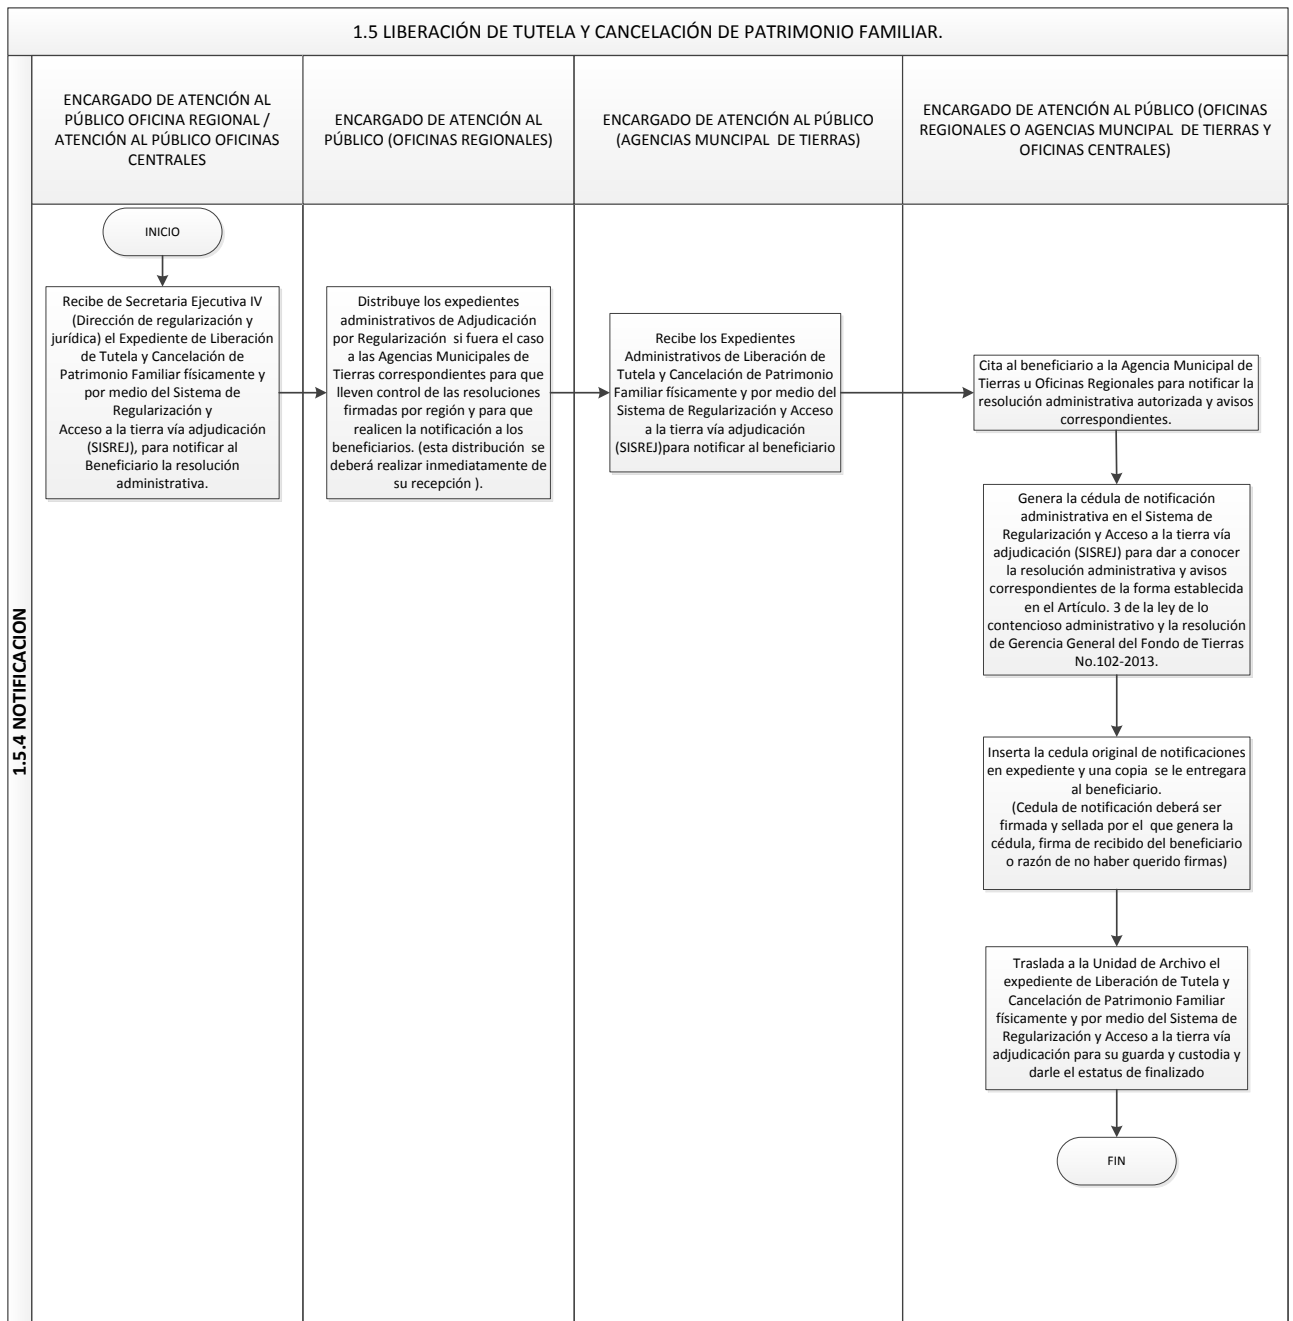 1.5 LIBERACIÓN DE TUTELA Y CANCELACIÓN DE PATRIMONIO FAMILIAR.
ENCARGADO DE ATENCIÓN AL
PÚBLICO OFICINA REGIONAL /
ATENCIÓN AL PÚBLICO OFICINAS
CENTRALES
ENCARGADO DE ATENCIÓN AL
PÚBLICO (OFICINAS REGIONALES)
ENCARGADO DE ATENCIÓN AL PÚBLICO
(AGENCIAS MUNCIPAL DE TIERRAS)
ENCARGADO DE ATENCIÓN AL PÚBLICO (OFICINAS
REGIONALES O AGENCIAS MUNCIPAL DE TIERRAS Y
OFICINAS CENTRALES)
1.5.4 NOTIFICACION
INICIO
Recibe de Secretaria Ejecutiva IV
(Dirección de regularización y
jurídica) el Expediente de Liberación
de Tutela y Cancelación de
Patrimonio Familiar físicamente y
por medio del Sistema de
Regularización y
Acceso a la tierra vía adjudicación
(SISREJ), para notificar al
Beneficiario la resolución
administrativa.
Distribuye los expedientes
administrativos de Adjudicación
por Regularización si fuera el caso
a las Agencias Municipales de
Tierras correspondientes para que
lleven control de las resoluciones
firmadas por región y para que
realicen la notificación a los
beneficiarios. (esta distribución se
deberá realizar inmediatamente de
su recepción ).
Recibe los Expedientes
Administrativos de Liberación de
Tutela y Cancelación de Patrimonio
Familiar físicamente y por medio del
Sistema de Regularización y Acceso
a la tierra vía adjudicación
(SISREJ)para notificar al beneficiario
Cita al beneficiario a la Agencia Municipal de
Tierras u Oficinas Regionales para notificar la
resolución administrativa autorizada y avisos
correspondientes.
Genera la cédula de notificación
administrativa en el Sistema de
Regularización y Acceso a la tierra vía
adjudicación (SISREJ) para dar a conocer
la resolución administrativa y avisos
correspondientes de la forma establecida
en el Artículo. 3 de la ley de lo
contencioso administrativo y la resolución
de Gerencia General del Fondo de Tierras
No.102-2013.
Inserta la cedula original de notificaciones
en expediente y una copia se le entregara
al beneficiario.
(Cedula de notificación deberá ser
firmada y sellada por el que genera la
cédula, firma de recibido del beneficiario
o razón de no haber querido firmas)
Traslada a la Unidad de Archivo el
expediente de Liberación de Tutela y
Cancelación de Patrimonio Familiar
físicamente y por medio del Sistema de
Regularización y Acceso a la tierra vía
adjudicación para su guarda y custodia y
darle el estatus de finalizado
FIN